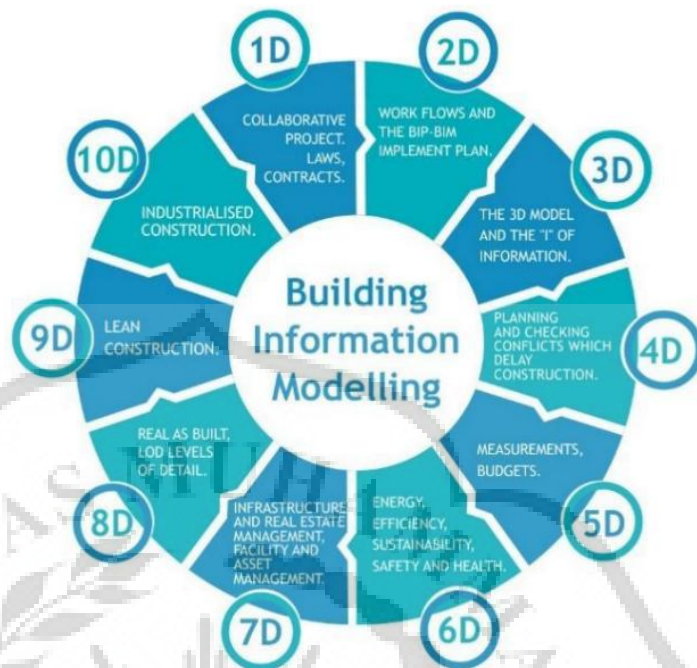 1D
COLLABORATIVE
PROJECT.
LAWS,
CONTRACTS.
2D
WORK FLOWS AND
THE BIP-BIM
IMPLEMENT PLAN.
3D
THE 3D MODEL
AND THE "I" OF
INFORMATION.
4D
PLANNING
AND CHECKING
CONFLICTS WHICH
DELAY
CONSTRUCTION.
5D
MEASUREMENTS,
BUDGETS.
6D
ENERGY,
EFFICIENCY,
SUSTAINABILITY,
SAFETY AND HEALTH.
7D
INFRASTRUCTURE
AND REAL ESTATE
MANAGEMENT,
FACILITY AND
ASSET
MANAGEMENT.
8D
REAL AS BUILT,
LOD LEVELS
OF DETAIL.
9D
LEAN
CONSTRUCTION.
10D
INDUSTRIALISED
CONSTRUCTION.
Building
Information
Modelling
AS MUH